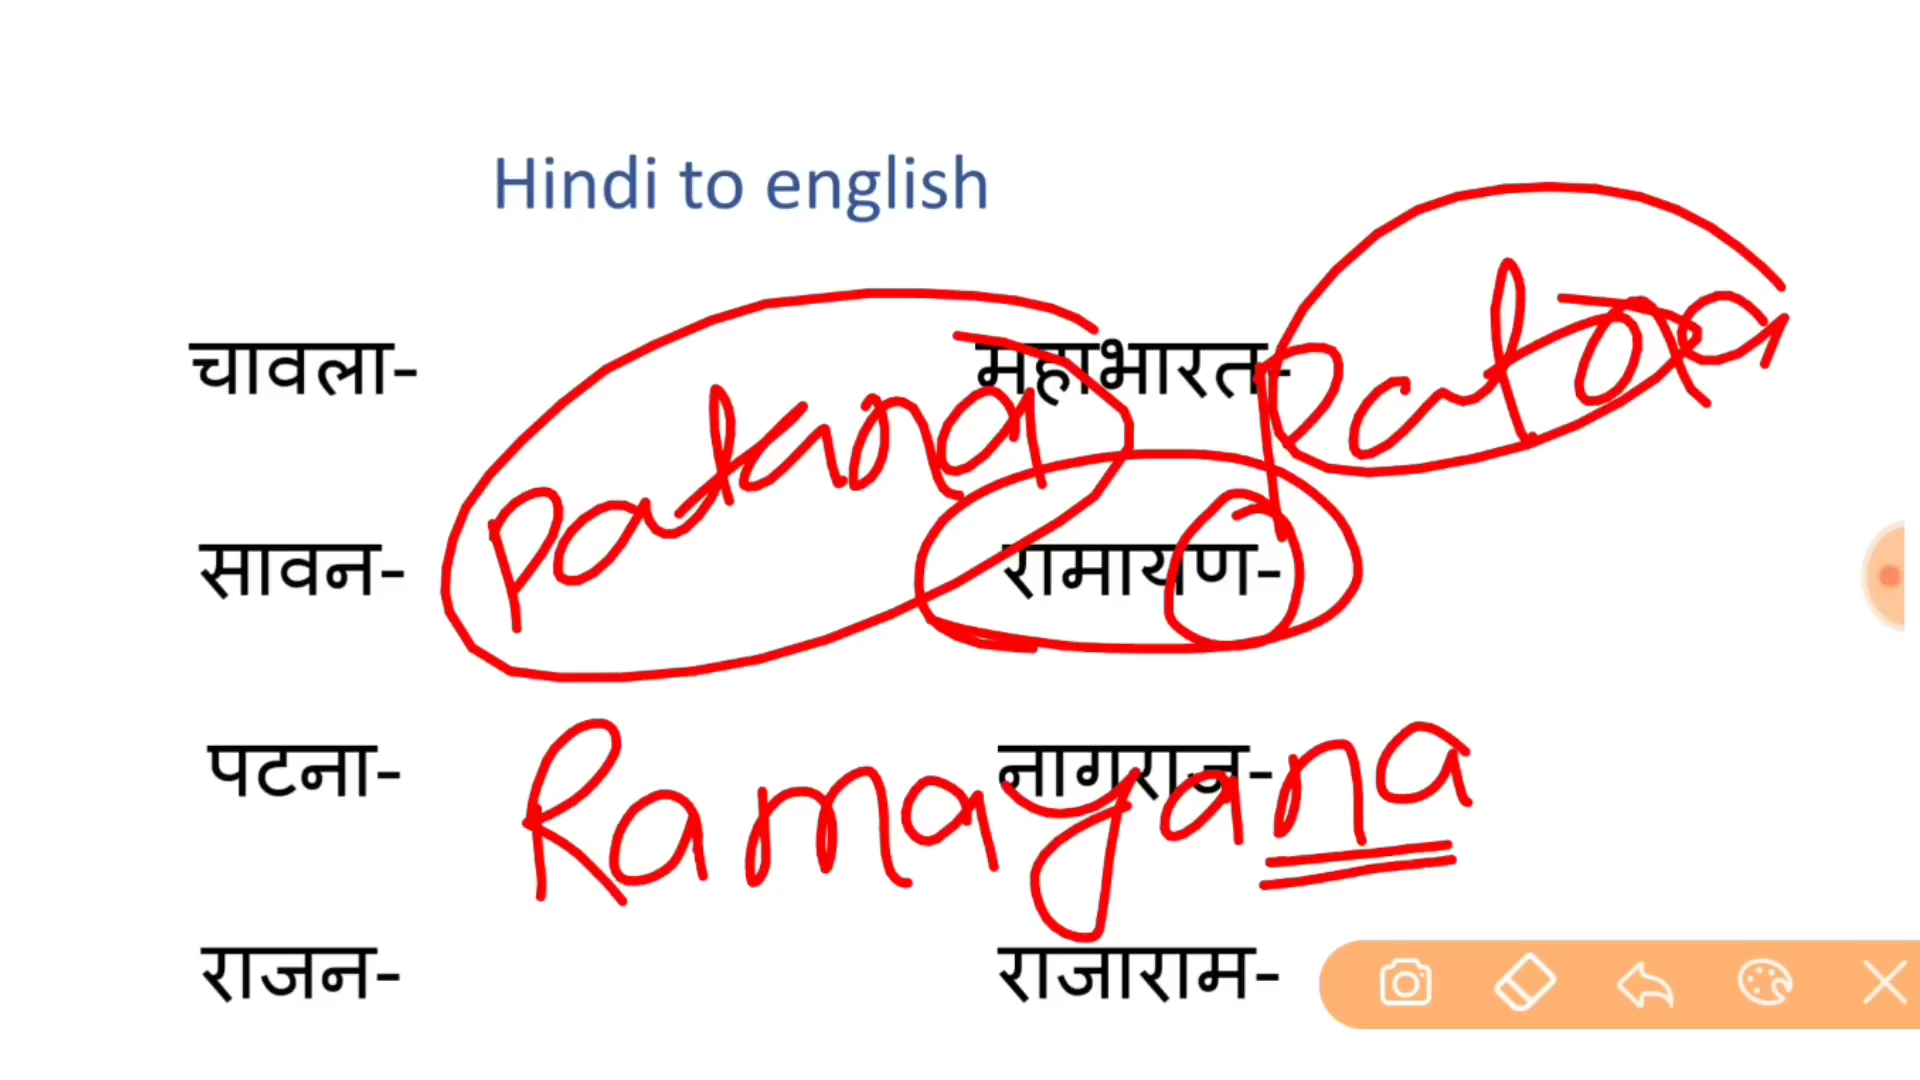 Hindi to english
चावला- महाभारत- Patna
Patana
सावन- रामायण-
पटना- नागराज-
Ramayana
राजन- राजाराम-